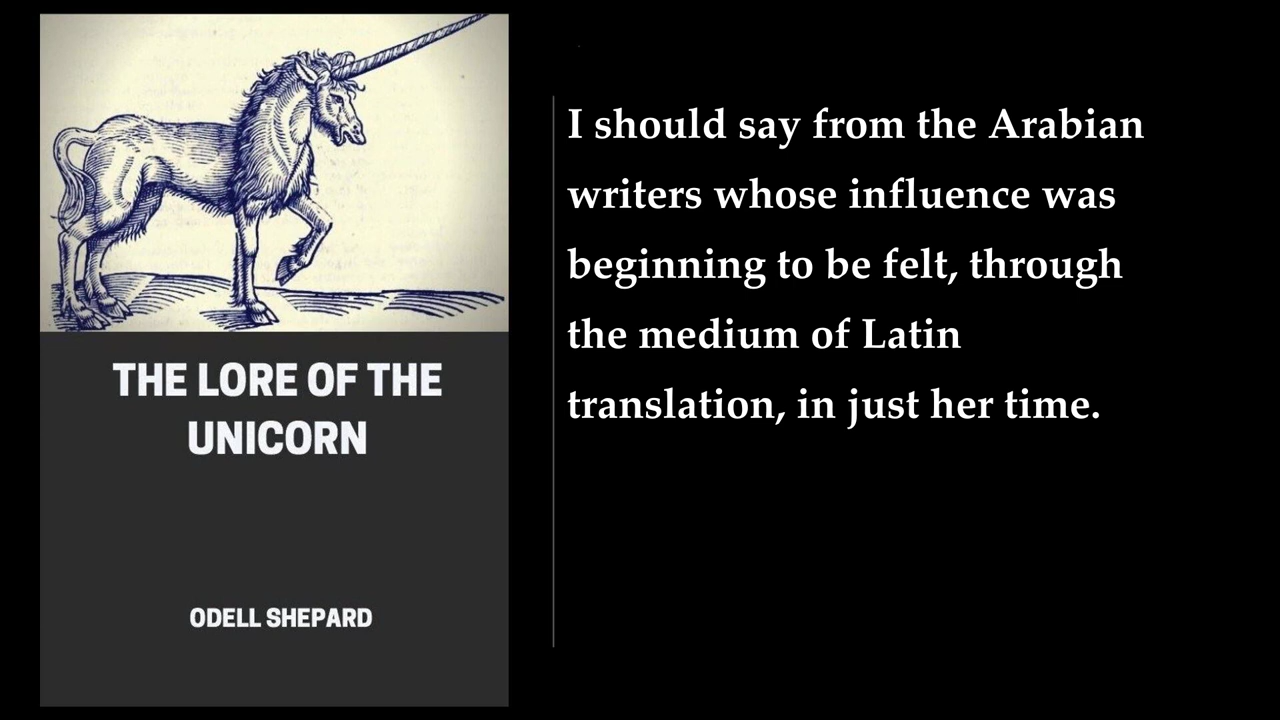 THE LORE OF THE
UNICORN
ODELL SHEPARD
I should say from the Arabian
writers whose influence was
beginning to be felt, through
the medium of Latin
translation, in just her time.